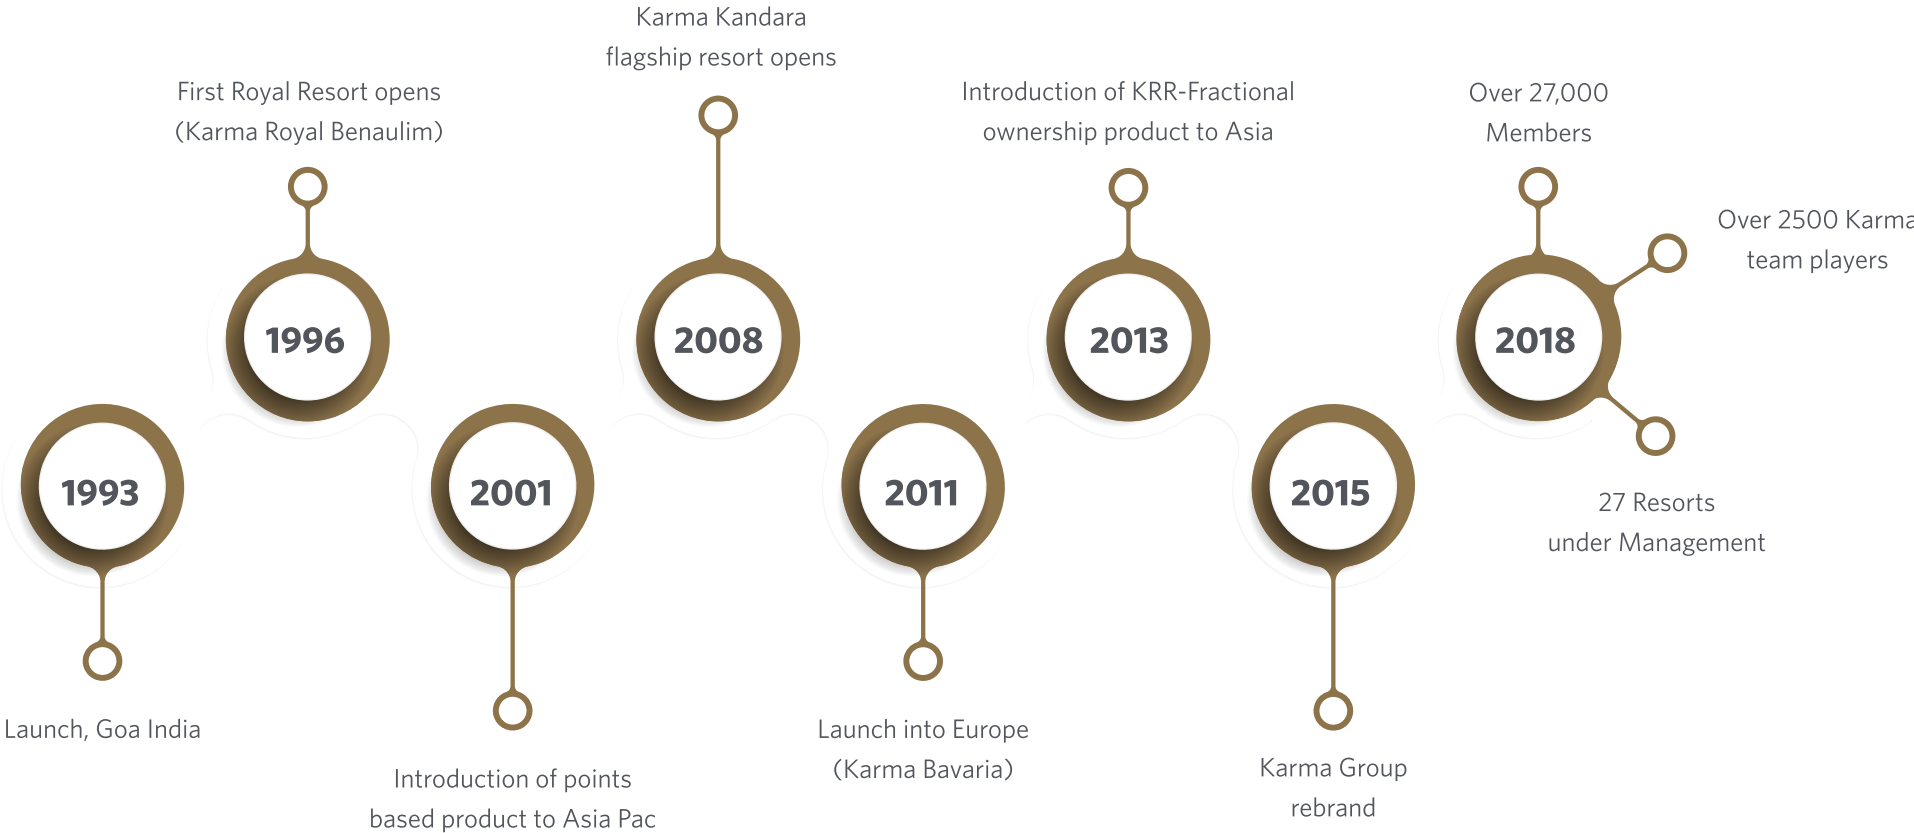 1993
Launch, Goa India
First Royal Resort opens
(Karma Royal Benaulim)
1996
2001
Introduction of points
based product to Asia Pac
Karma Kandara
flagship resort opens
2008
2011
Launch into Europe
(Karma Bavaria)
Introduction of KRR-Fractional
ownership product to Asia
2013
2015
Karma Group
rebrand
Over 27,000
Members
2018
Over 2500 Karma
team players
27 Resorts
under Management